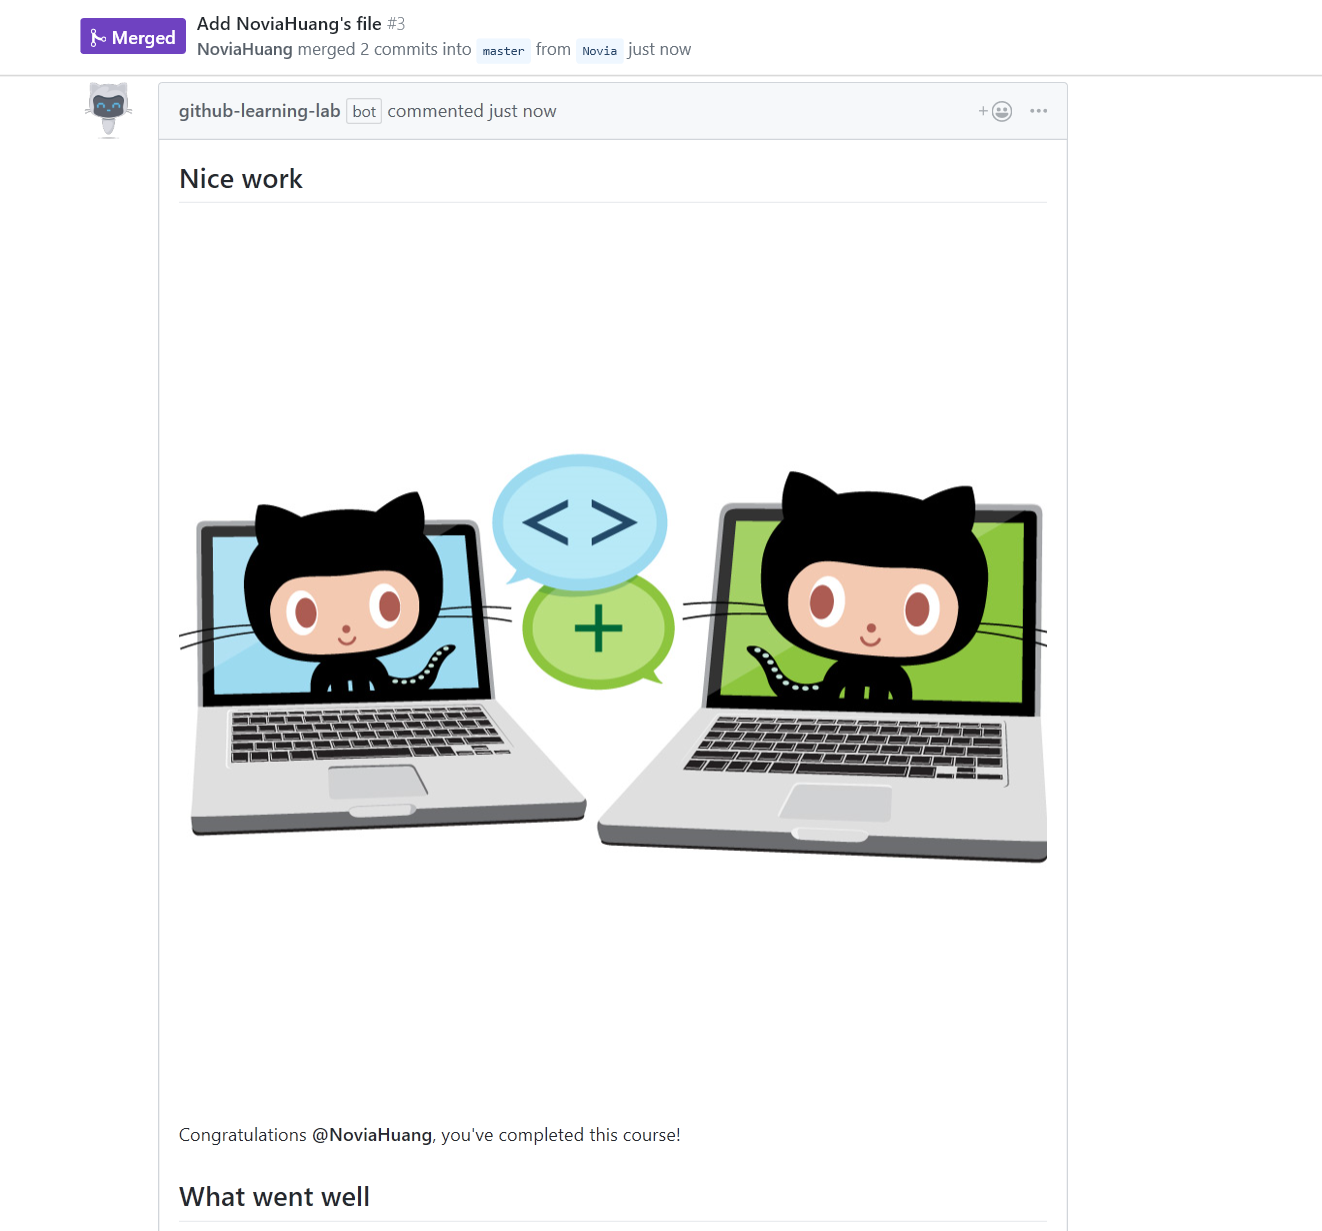 Merged
Add NoviaHuang's file #3
NoviaHuang merged 2 commits into master from Novia just now
github-learning-lab bot commented just now
Nice work
< >
+
Congratulations @NoviaHuang, you've completed this course!
What went well